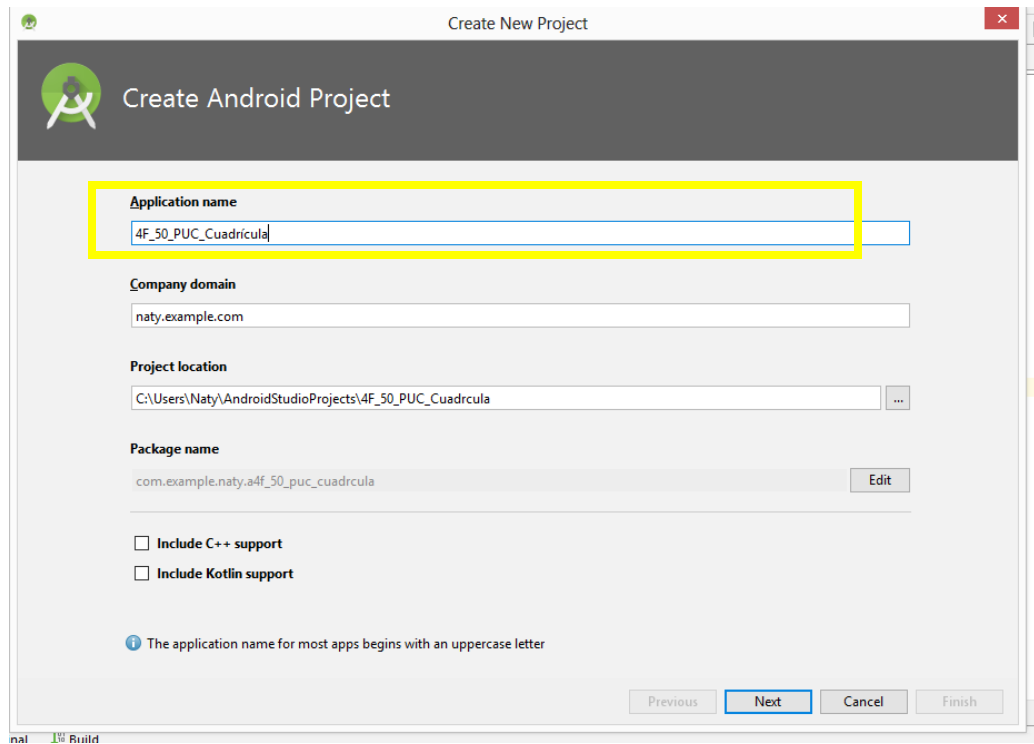 Create New Project
Create Android Project
Application name
4F_50_PUC_Cuadrícula
Company domain
naty.example.com
Project location
C:\Users\Naty\AndroidStudioProjects\4F_50_PUC_Cuadrcula
...
Package name
com.example.naty.a4f_50_puc_cuadrcula
Edit
Include C++ support
Include Kotlin support
The application name for most apps begins with an uppercase letter
Previous Next Cancel Finish
nal Build